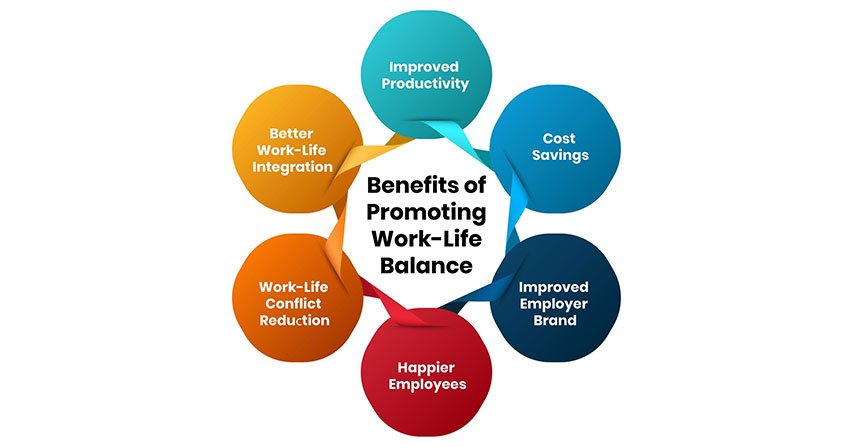 Improved
Productivity
Cost
Savings
Improved
Employer
Brand
Happier
Employees
Work-Life
Conflict
Reduction
Better
Work-Life
Integration
Benefits of
Promoting
Work-Life
Balance